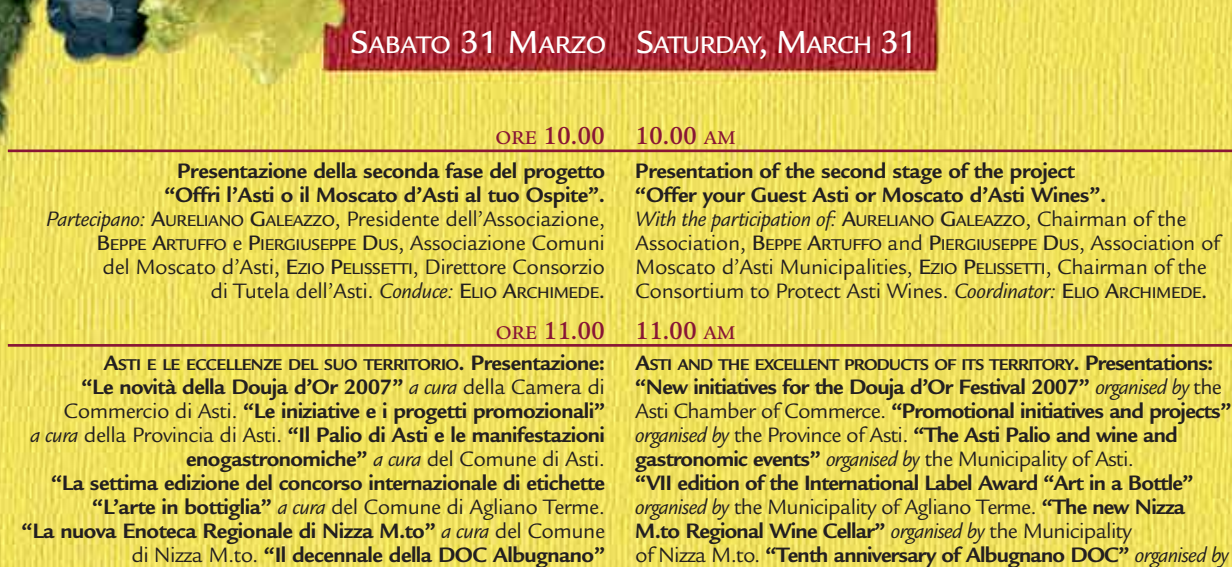 SABATO 31 MARZO
ORE 10.00
Presentazione della seconda fase del progetto
“Offri l’Asti o il Moscato d’Asti al tuo Ospite”.
Partecipano: AURELIANO GALEAZZO, Presidente dell’Associazione,
BEPPE ARTUFFO e PIERGIUSEPPE DUS, Associazione Comuni
del Moscato d’Asti, EZIO PELISSETTI, Direttore Consorzio
di Tutela dell’Asti. Conduce: ELIO ARCHIMEDE.
ORE 11.00
ASTI E LE ECCELLENZE DEL SUO TERRITORIO. Presentazione:
“Le novità della Douja d’Or 2007” a cura della Camera di
Commercio di Asti. “Le iniziative e i progetti promozionali”
a cura della Provincia di Asti. “Il Palio di Asti e le manifestazioni
enogastronomiche” a cura del Comune di Asti.
“La settima edizione del concorso internazionale di etichette
“L’arte in bottiglia” a cura del Comune di Agliano Terme.
“La nuova Enoteca Regionale di Nizza M.to” a cura del Comune
di Nizza M.to. “Il decennale della DOC Albugnano”
SATURDAY, MARCH 31
10.00 AM
Presentation of the second stage of the project
“Offer your Guest Asti or Moscato d’Asti Wines”.
With the participation of: AURELIANO GALEAZZO, Chairman of the
Association, BEPPE ARTUFFO and PIERGIUSEPPE DUS, Association of
Moscato d’Asti Municipalities, EZIO PELISSETTI, Chairman of the
Consortium to Protect Asti Wines. Coordinator: ELIO ARCHIMEDE.
11.00 AM
ASTI AND THE EXCELLENT PRODUCTS OF ITS TERRITORY. Presentations:
“New initiatives for the Douja d’Or Festival 2007” organised by the
Asti Chamber of Commerce. “Promotional initiatives and projects”
organised by the Province of Asti. “The Asti Palio and wine and
gastronomic events” organised by the Municipality of Asti.
“VII edition of the International Label Award “Art in a Bottle”
organised by the Municipality of Agliano Terme. “The new Nizza
M.to Regional Wine Cellar” organised by the Municipality
of Nizza M.to. “Tenth anniversary of Albugnano DOC” organised by